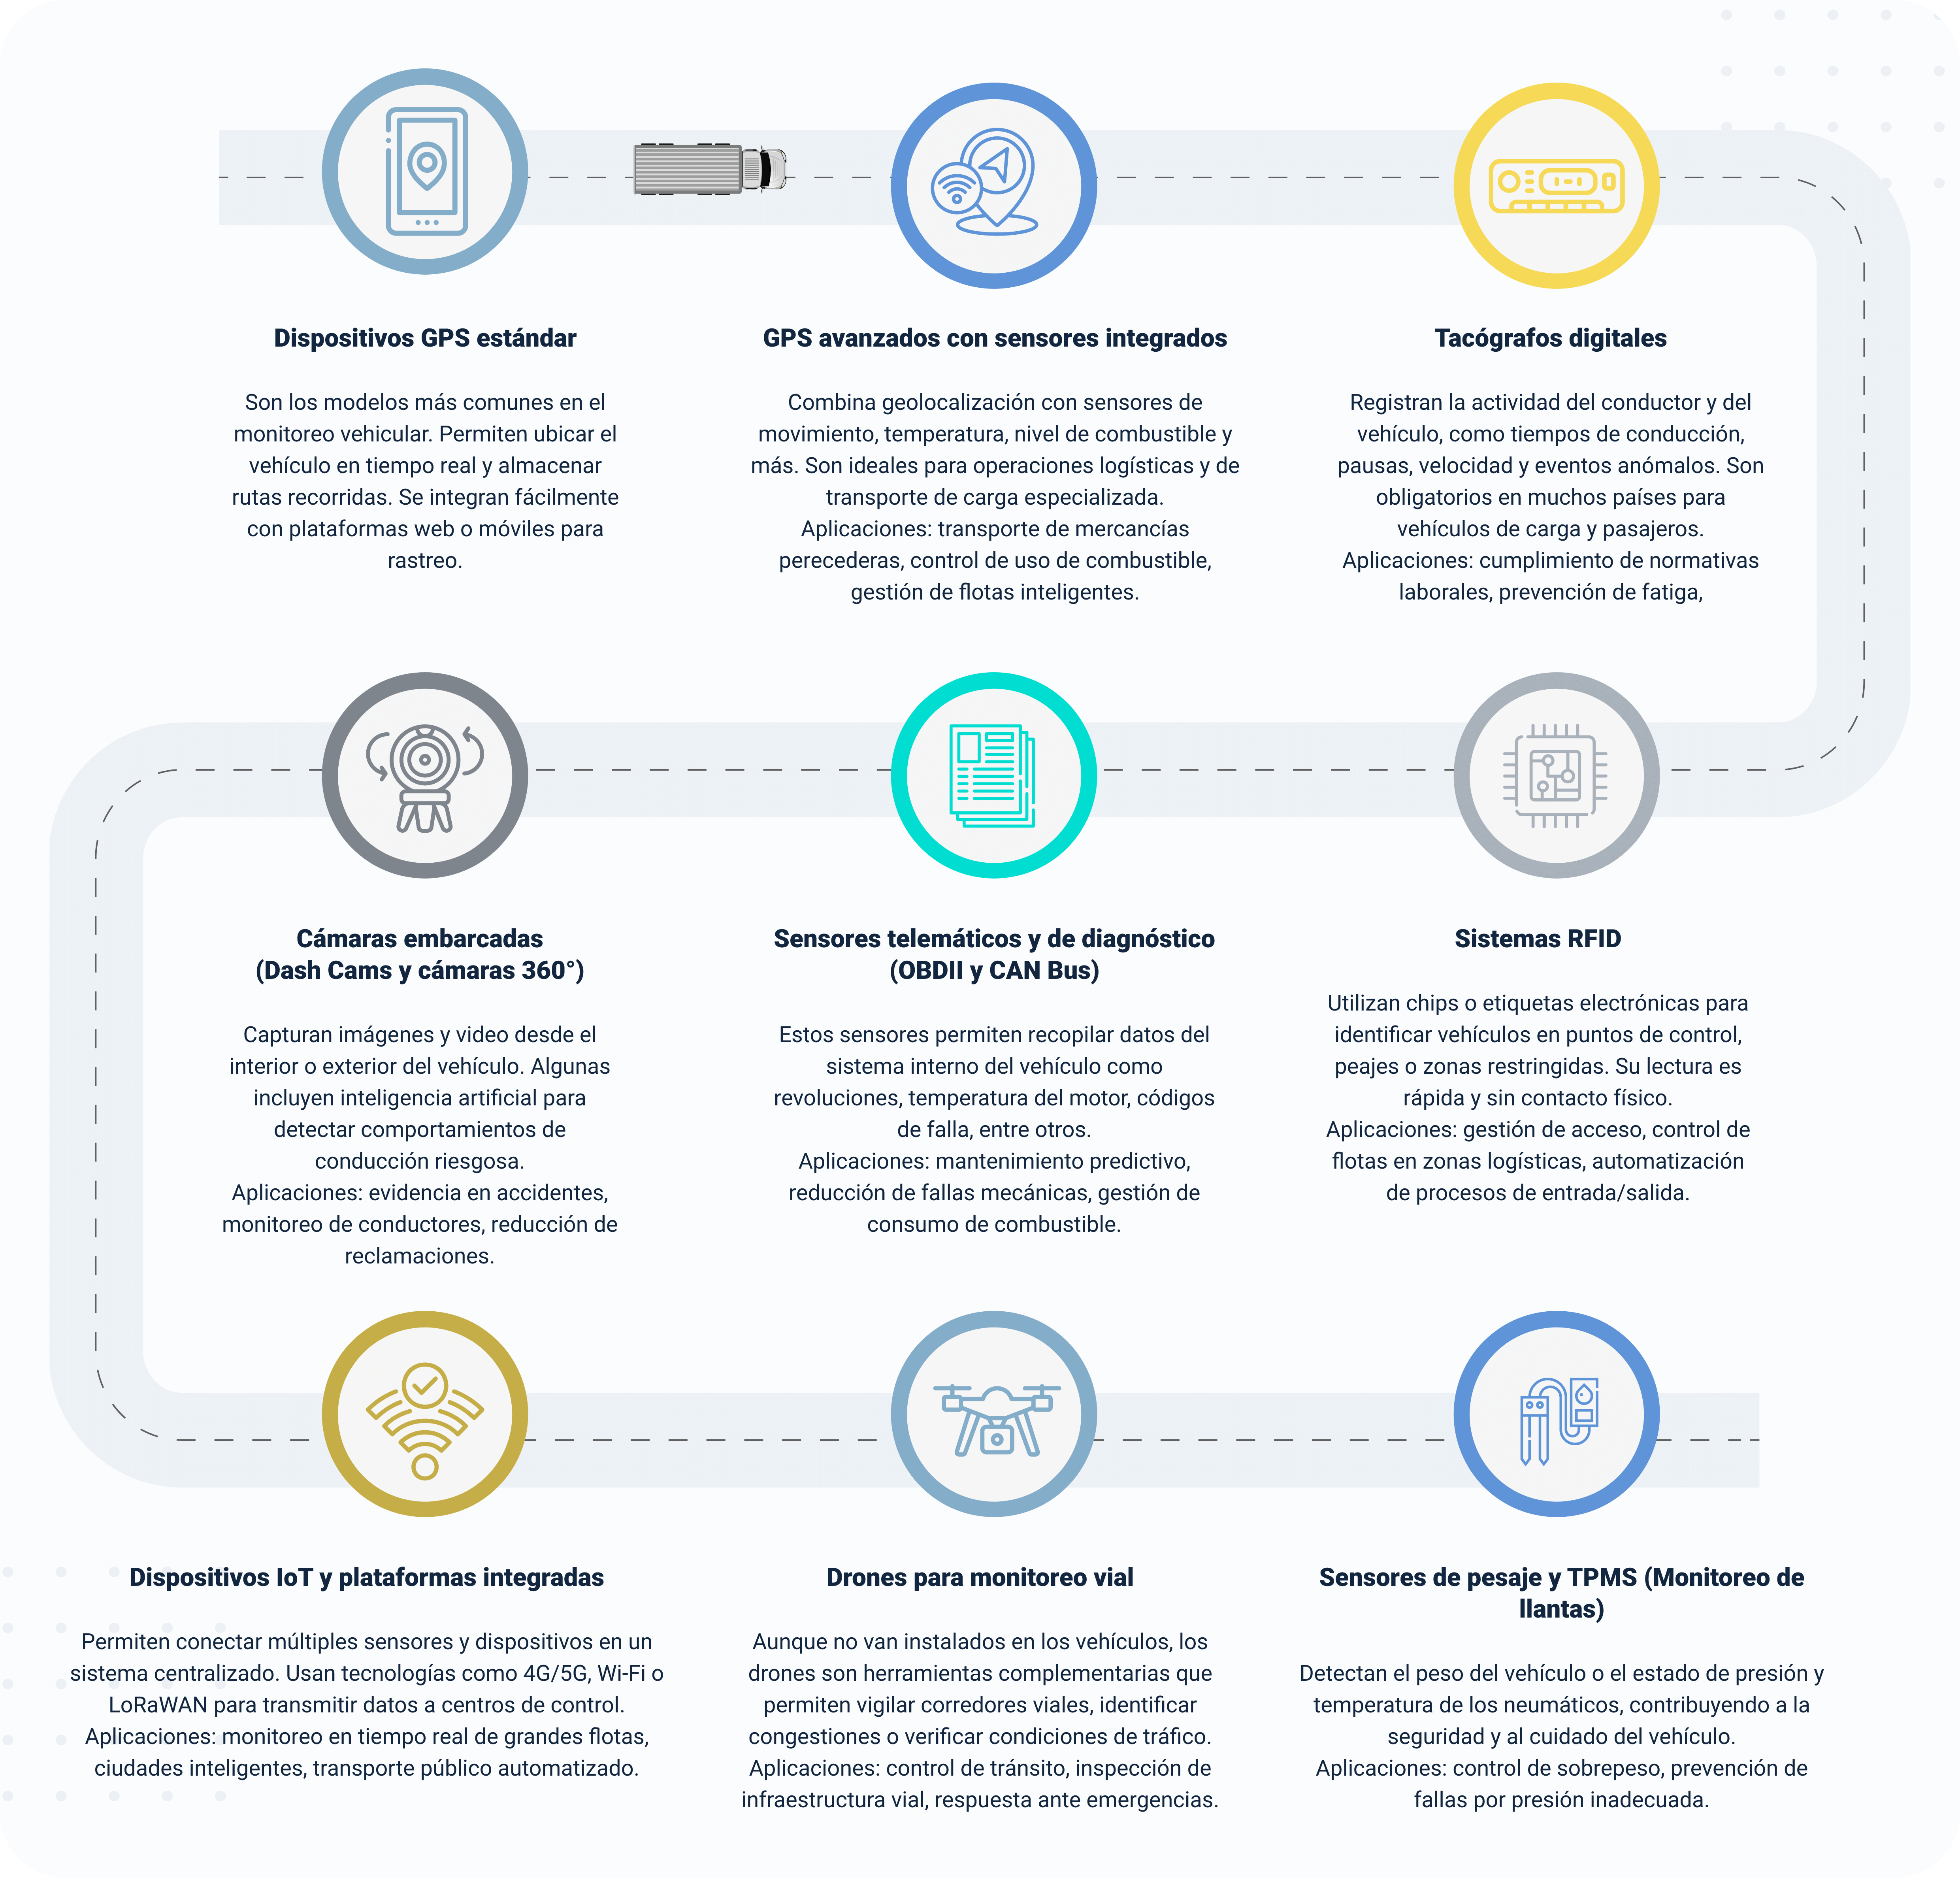 Dispositivos GPS estándar
Son los modelos más comunes en el
monitoreo vehicular. Permiten ubicar el
vehículo en tiempo real y almacenar
rutas recorridas. Se integran fácilmente
con plataformas web o móviles para
rastreo.
GPS avanzados con sensores integrados
Combina geolocalización con sensores de
movimiento, temperatura, nivel de combustible y
más. Son ideales para operaciones logísticas y de
transporte de carga especializada.
Aplicaciones: transporte de mercancías
perecederas, control de uso de combustible,
gestión de flotas inteligentes.
Tacógrafos digitales
Registran la actividad del conductor y del
vehículo, como tiempos de conducción,
pausas, velocidad y eventos anómalos. Son
obligatorios en muchos países para
vehículos de carga y pasajeros.
Aplicaciones: cumplimiento de normativas
laborales, prevención de fatiga,
Cámaras embarcadas
(Dash Cams y cámaras 360°)
Capturan imágenes y video desde el
interior o exterior del vehículo. Algunas
incluyen inteligencia artificial para
detectar comportamientos de
conducción riesgosa.
Aplicaciones: evidencia en accidentes,
monitoreo de conductores, reducción de
reclamaciones.
Sensores telemáticos y de diagnóstico
(OBDII y CAN Bus)
Estos sensores permiten recopilar datos del
sistema interno del vehículo como
revoluciones, temperatura del motor, códigos
de falla, entre otros.
Aplicaciones: mantenimiento predictivo,
reducción de fallas mecánicas, gestión de
consumo de combustible.
Sistemas RFID
Utilizan chips o etiquetas electrónicas para
identificar vehículos en puntos de control,
peajes o zonas restringidas. Su lectura es
rápida y sin contacto físico.
Aplicaciones: gestión de acceso, control de
flotas en zonas logísticas, automatización
de procesos de entrada/salida.
Dispositivos IoT y plataformas integradas
Permiten conectar múltiples sensores y dispositivos en un
sistema centralizado. Usan tecnologías como 4G/5G, Wi-Fi o
LoRaWAN para transmitir datos a centros de control.
Aplicaciones: monitoreo en tiempo real de grandes flotas,
ciudades inteligentes, transporte público automatizado.
Drones para monitoreo vial
Aunque no van instalados en los vehículos, los
drones son herramientas complementarias que
permiten vigilar corredores viales, identificar
congestiones o verificar condiciones de tráfico.
Aplicaciones: control de tránsito, inspección de
infraestructura vial, respuesta ante emergencias.
Sensores de pesaje y TPMS (Monitoreo de
llantas)
Detectan el peso del vehículo o el estado de presión y
temperatura de los neumáticos, contribuyendo a la
seguridad y al cuidado del vehículo.
Aplicaciones: control de sobrepeso, prevención de
fallas por presión inadecuada.